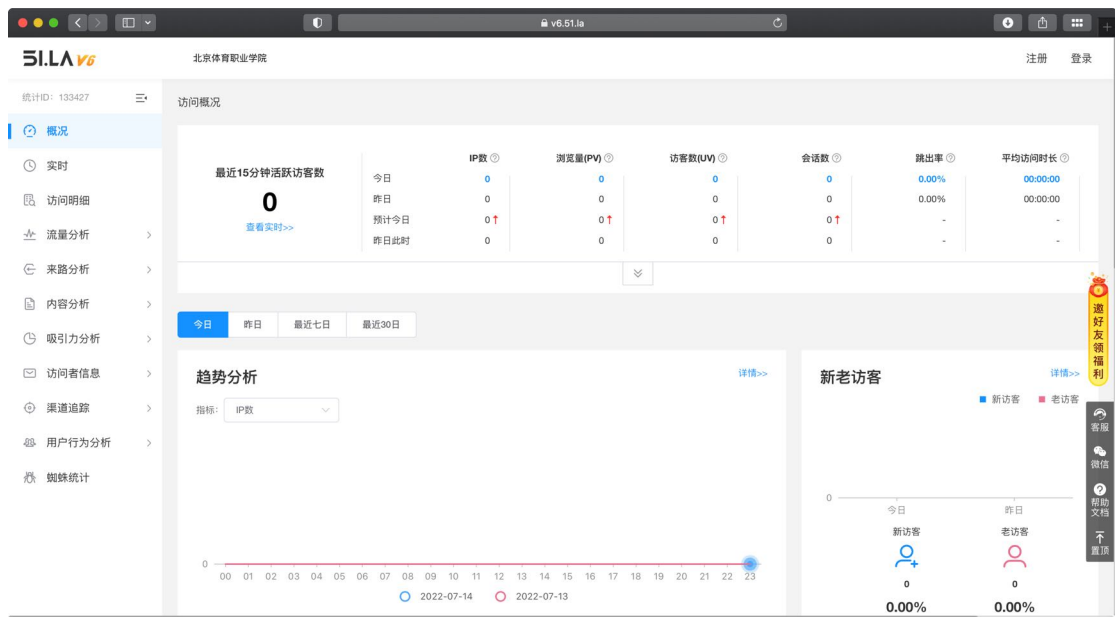 v6.51.la
51.LA V6
北京体育职业学院
注册
登录
统计ID: 133427
概况
实时
访问明细
流量分析
来路分析
内容分析
吸引力分析
访问者信息
渠道追踪
用户行为分析
蜘蛛统计
访问概况
最近15分钟活跃访客数
0
查看实时>>
IP数 浏览量(PV) 访客数(UV) 会话数 跳出率 平均访问时长
今日 0 0 0 0 0.00% 00:00:00
昨日 0 0 0 0 0.00% 00:00:00
预计今日 0↑ 0↑ 0↑ 0↑ - -
昨日此时 0 0 0 0 - -
今日 昨日 最近七日 最近30日
趋势分析
详情>>
指标: IP数
0
00 01 02 03 04 05 06 07 08 09 10 11 12 13 14 15 16 17 18 19 20 21 22 23
2022-07-14 2022-07-13
新老访客
详情>>
新访客 老访客
0
今日 昨日
新访客 老访客
0 0
0.00% 0.00%
邀好友领福利
客服
微信
帮助
文档
置顶